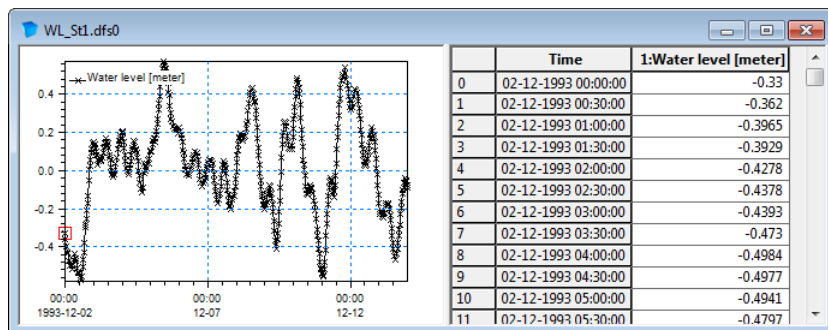 WL_St1.dfs0
Water level [meter]
0.4
0.2
0.0
-0.2
-0.4
00:00 00:00 00:00
1993-12-02 12-07 12-12
Time 1:Water level [meter]
0 02-12-1993 00:00:00 -0.33
1 02-12-1993 00:30:00 -0.362
2 02-12-1993 01:00:00 -0.3965
3 02-12-1993 01:30:00 -0.3929
4 02-12-1993 02:00:00 -0.4278
5 02-12-1993 02:30:00 -0.4378
6 02-12-1993 03:00:00 -0.4393
7 02-12-1993 03:30:00 -0.473
8 02-12-1993 04:00:00 -0.4984
9 02-12-1993 04:30:00 -0.4977
10 02-12-1993 05:00:00 -0.4941
11 02-12-1993 05:30:00 -0.4797